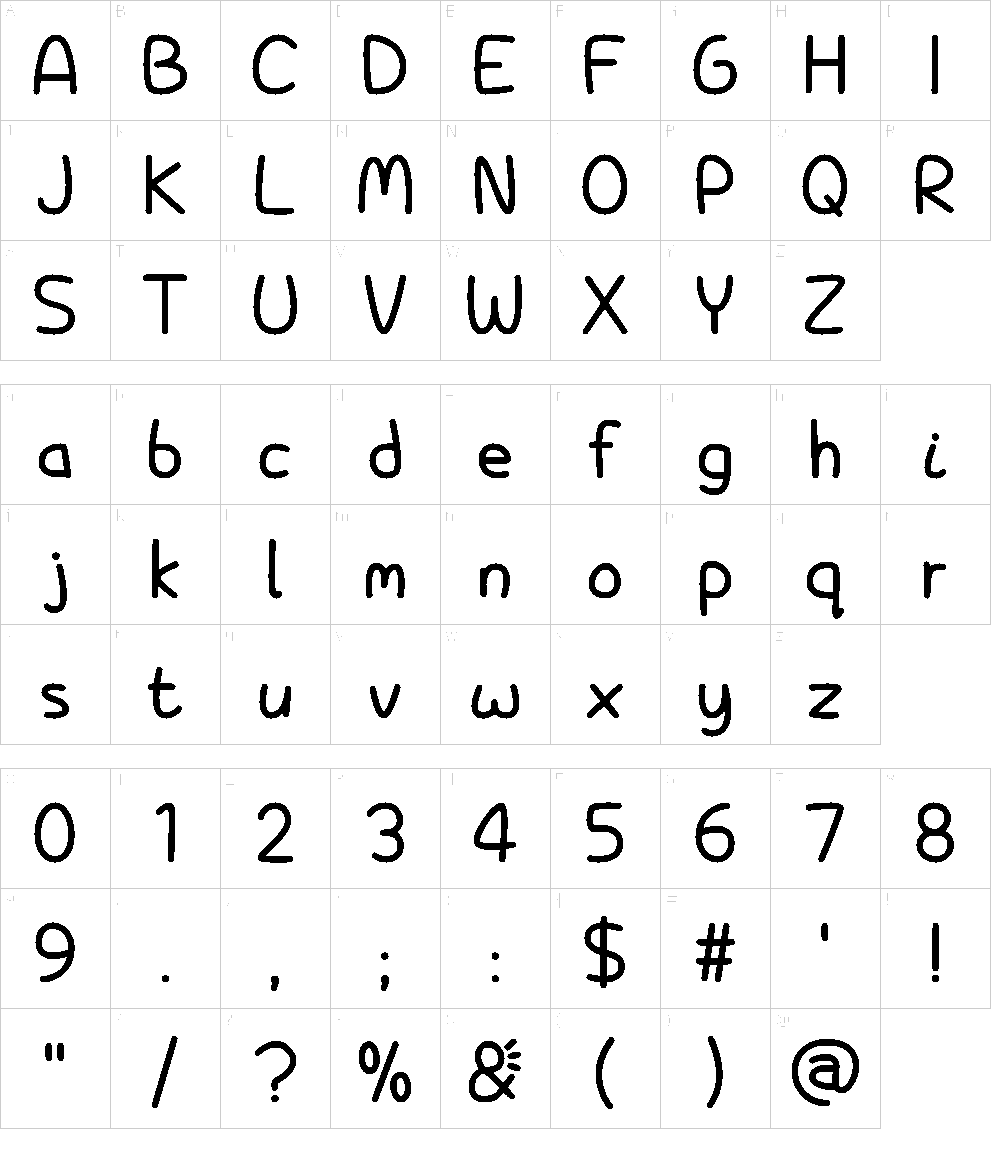 A B C D E F G H I
J K L M N O P Q R
S T U V W X Y Z
a b c d e f g h i
j k l m n o p q r
s t u v w x y z
0 1 2 3 4 5 6 7 8
9 . , ; : $ # ' !
" / ? % & ( ) @